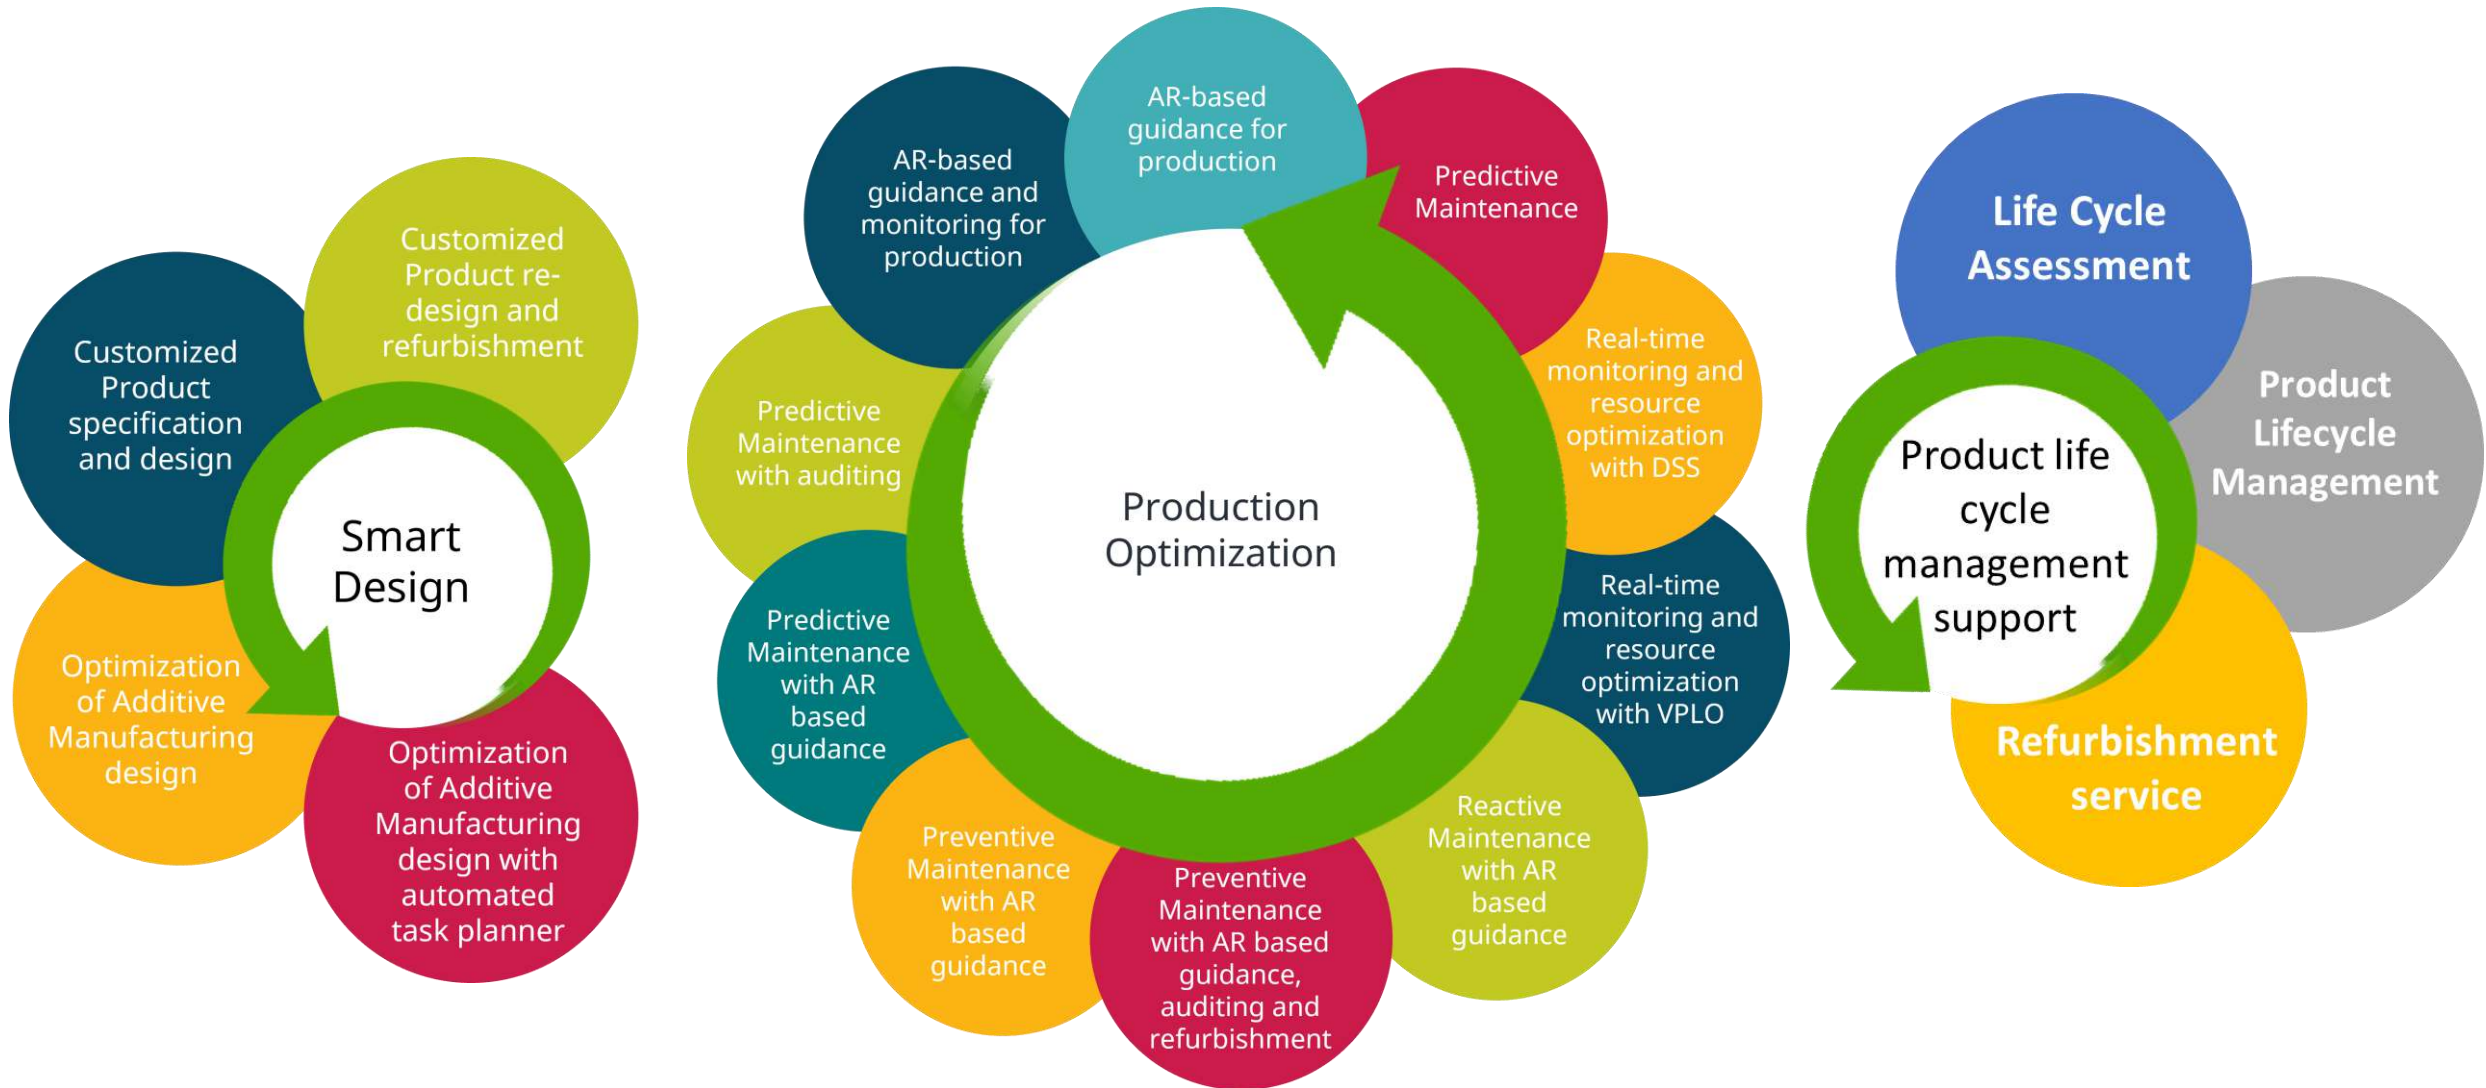 Customized
Product re-
design and
refurbishment
Customized
Product
specification
and design
Smart
Design
Optimization
of Additive
Manufacturing
design
Optimization
of Additive
Manufacturing
design with
automated
task planner
AR-based
guidance for
production
AR-based
guidance and
monitoring for
production
Predictive
Maintenance
Real-time
monitoring and
resource
optimization
with DSS
Predictive
Maintenance
with auditing
Production
Optimization
Real-time
monitoring and
resource
optimization
with VPLO
Predictive
Maintenance
with AR
based
guidance
Reactive
Maintenance
with AR
based
guidance
Preventive
Maintenance
with AR
based
guidance
Preventive
Maintenance
with AR based
guidance,
auditing and
refurbishment
Life Cycle
Assessment
Product
Lifecycle
Management
Product life
cycle
management
support
Refurbishment
service